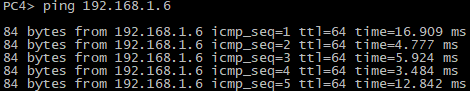 PC4> ping 192.168.1.6
84 bytes from 192.168.1.6 icmp_seq=1 ttl=64 time=16.909 ms
84 bytes from 192.168.1.6 icmp_seq=2 ttl=64 time=4.777 ms
84 bytes from 192.168.1.6 icmp_seq=3 ttl=64 time=5.924 ms
84 bytes from 192.168.1.6 icmp_seq=4 ttl=64 time=3.484 ms
84 bytes from 192.168.1.6 icmp_seq=5 ttl=64 time=12.842 ms